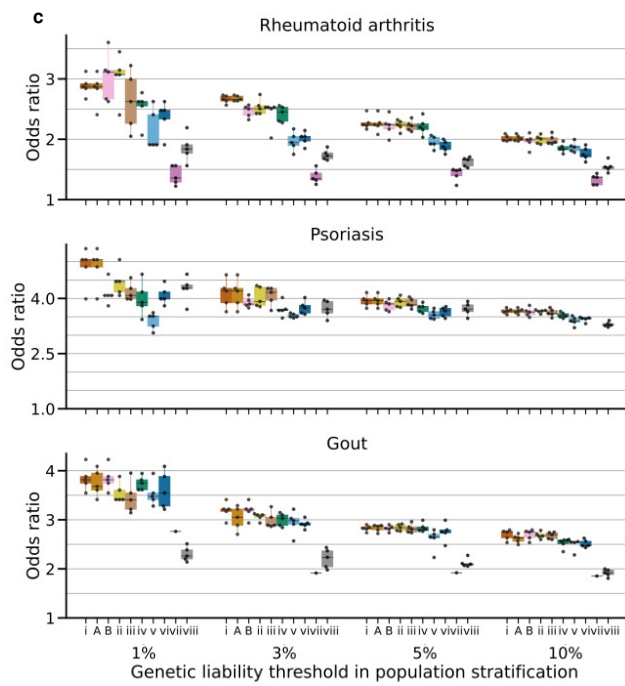 c
Rheumatoid arthritis
Odds ratio
3
2
1
Psoriasis
Odds ratio
4.0
2.5
1.0
Gout
Odds ratio
4
3
2
1
i A B ii iii iv v vi vii viii i A B ii iii iv v vi vii viii i A B ii iii iv v vi vii viii i A B ii iii iv v vi vii viii
1% 3% 5% 10%
Genetic liability threshold in population stratification